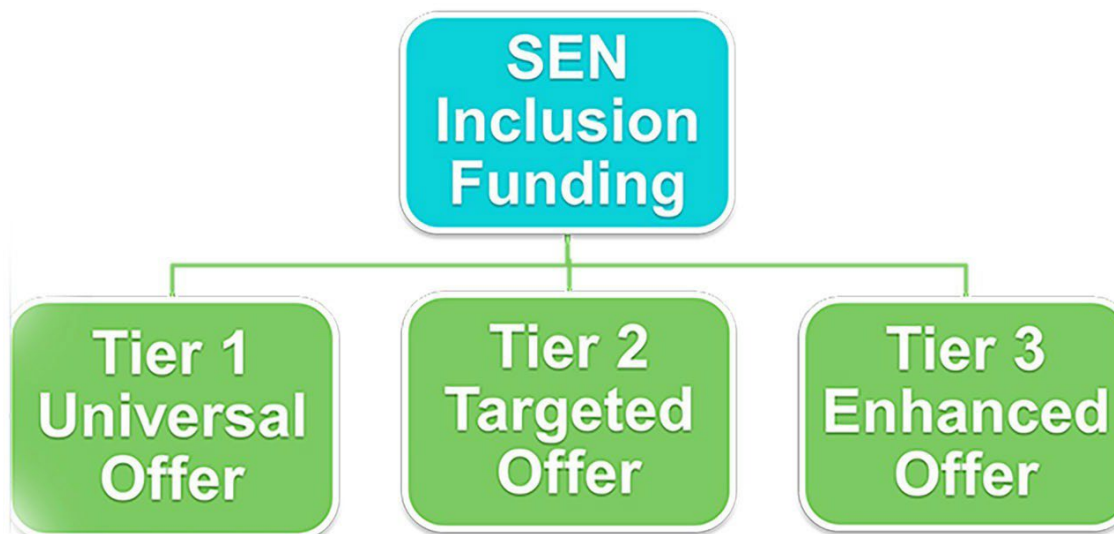 SEN
Inclusion
Funding
Tier 1
Universal
Offer
Tier 2
Targeted
Offer
Tier 3
Enhanced
Offer